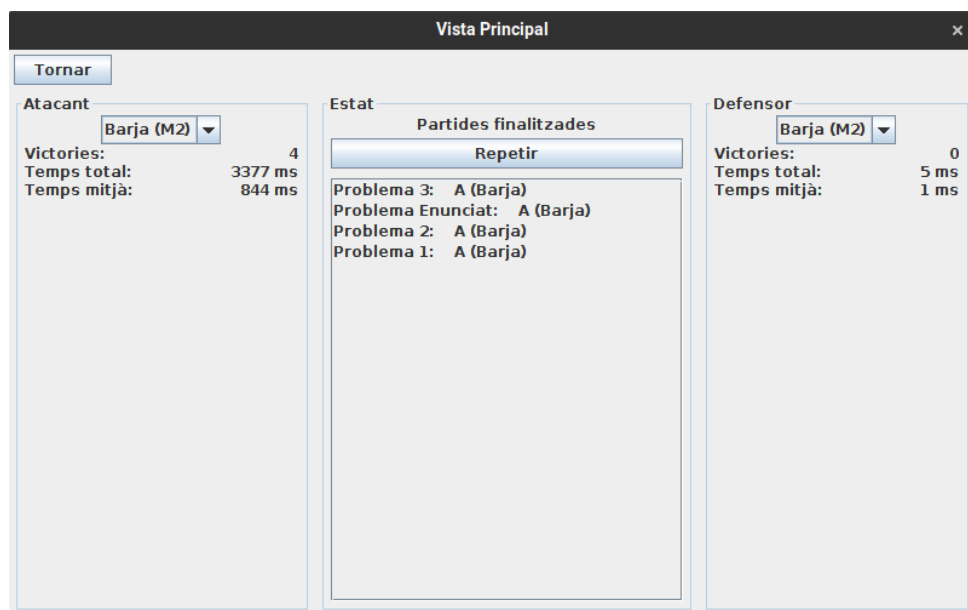 Vista Principal
×
Tornar
Atacant
Barja (M2)
Victories: 4
Temps total: 3377 ms
Temps mitjà: 844 ms
Estat
Partides finalitzades
Repetir
Problema 3: A (Barja)
Problema Enunciat: A (Barja)
Problema 2: A (Barja)
Problema 1: A (Barja)
Defensor
Barja (M2)
Victories: 0
Temps total: 5 ms
Temps mitjà: 1 ms